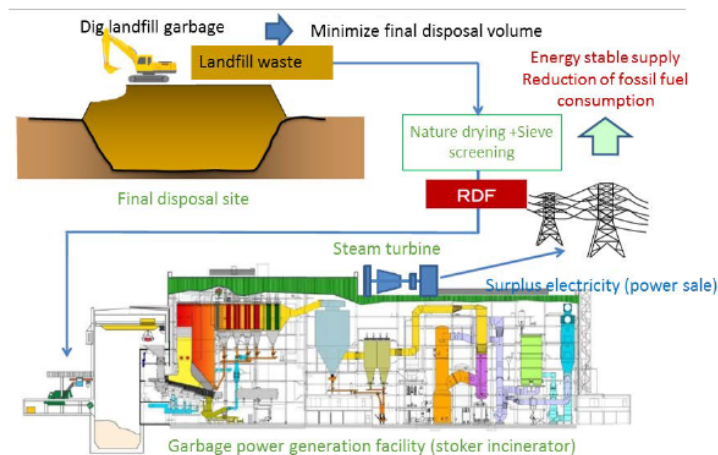 Dig landfill garbage
Minimize final disposal volume
Landfill waste
Energy stable supply
Reduction of fossil fuel
consumption
Nature drying +Sieve
screening
RDF
Final disposal site
Steam turbine
Surplus electricity (power sale)
Garbage power generation facility (stoker incinerator)